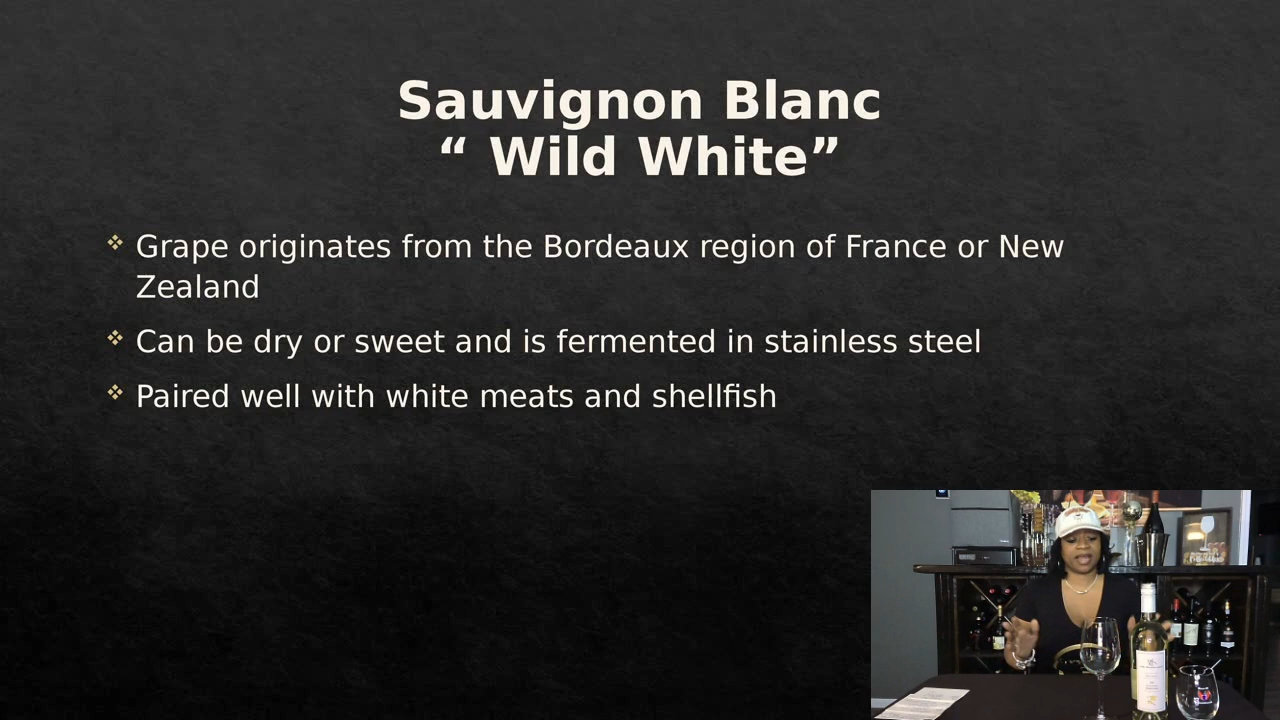 Sauvignon Blanc
“ Wild White”
Grape originates from the Bordeaux region of France or New
Zealand
Can be dry or sweet and is fermented in stainless steel
Paired well with white meats and shellfish